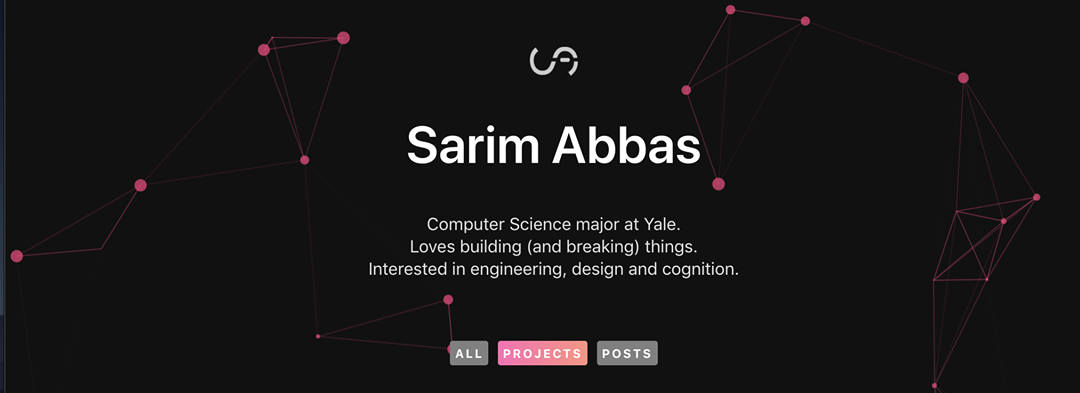 Sarim Abbas
Computer Science major at Yale.
Loves building (and breaking) things.
Interested in engineering, design and cognition.
ALL PROJECTS POSTS